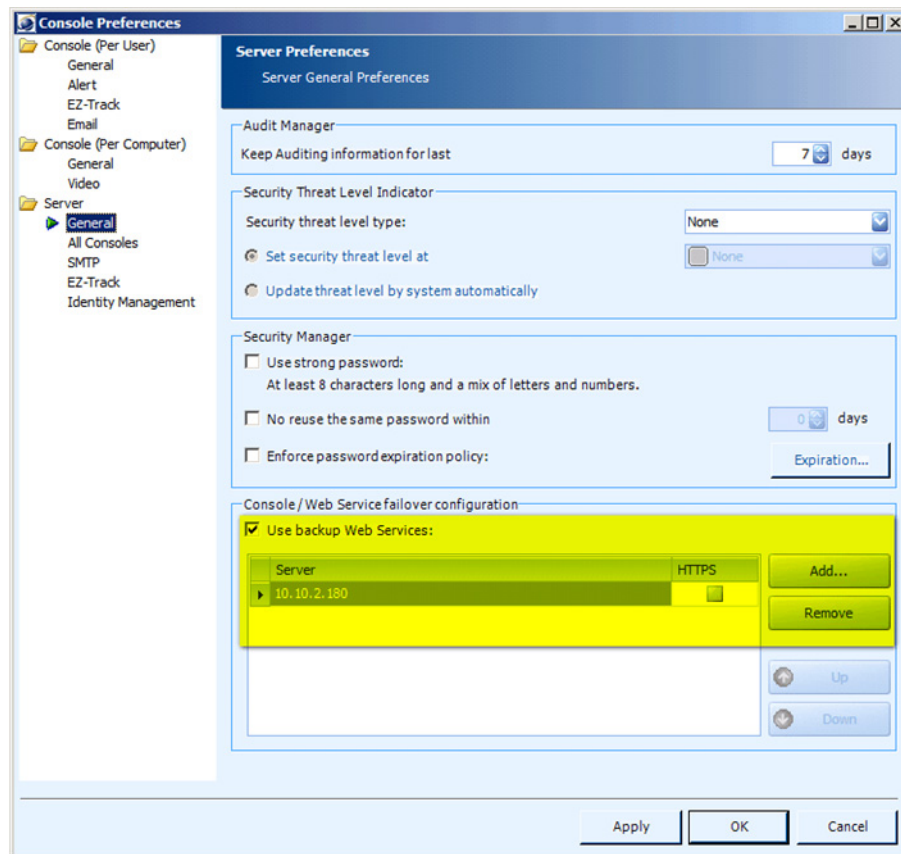 Console Preferences
Console (Per User)
General
Alert
EZ-Track
Email
Console (Per Computer)
General
Video
Server
General
All Consoles
SMTP
EZ-Track
Identity Management
Server Preferences
Server General Preferences
Audit Manager
Keep Auditing information for last 7 days
Security Threat Level Indicator
Security threat level type: None
Set security threat level at None
Update threat level by system automatically
Security Manager
Use strong password:
At least 8 characters long and a mix of letters and numbers.
No reuse the same password within 0 days
Enforce password expiration policy: Expiration...
Console / Web Service failover configuration
Use backup Web Services:
Server HTTPS
10.10.2.180
Add...
Remove
Up
Down
Apply OK Cancel